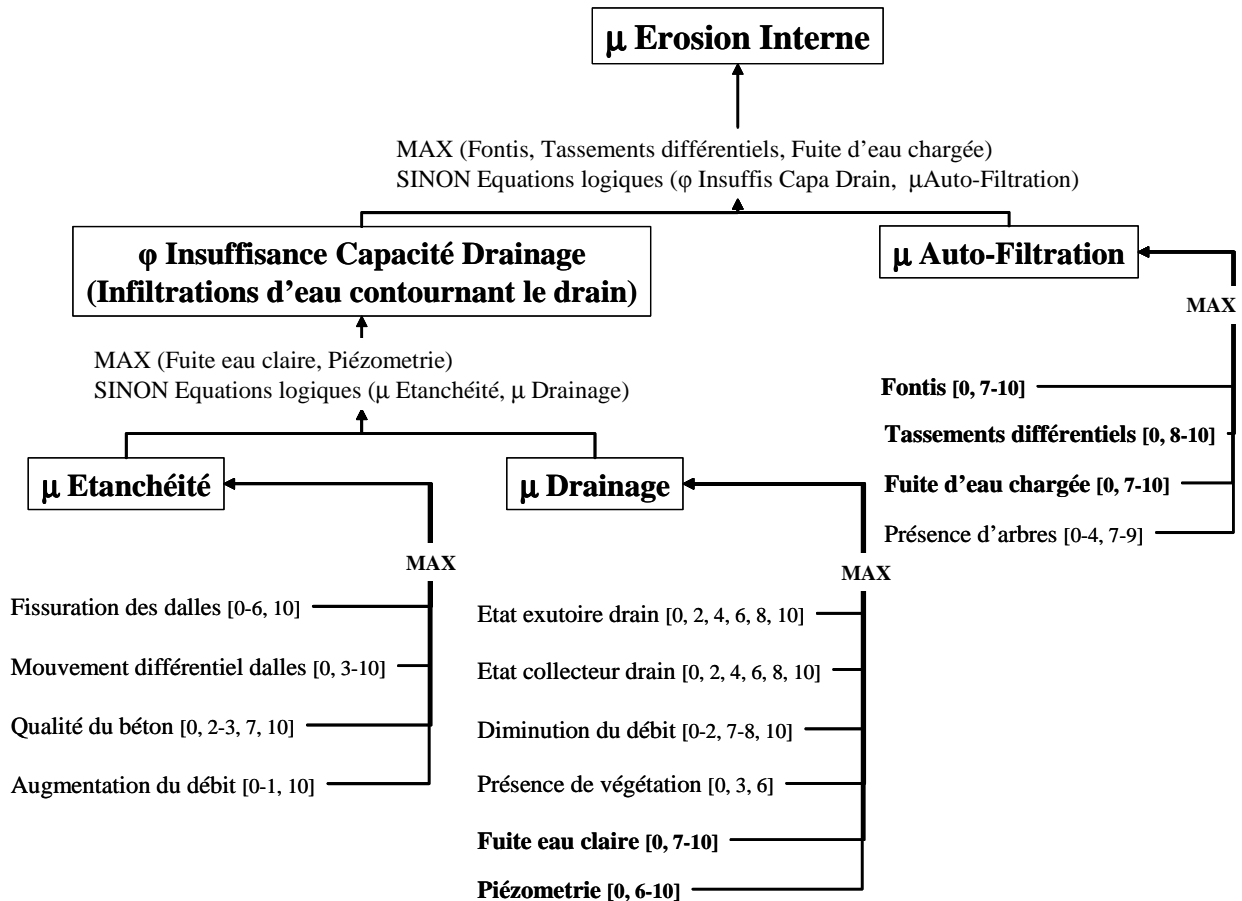 μ Erosion Interne
MAX (Fontis, Tassements différentiels, Fuite d’eau chargée)
SINON Equations logiques (φ Insuffis Capa Drain, μAuto-Filtration)
φ Insuffisance Capacité Drainage
(Infiltrations d’eau contournant le drain)
μ Auto-Filtration
MAX
MAX (Fuite eau claire, Piézometrie)
SINON Equations logiques (μ Etanchéité, μ Drainage)
Fontis [0, 7-10]
Tassements différentiels [0, 8-10]
Fuite d’eau chargée [0, 7-10]
Présence d’arbres [0-4, 7-9]
μ Etanchéité
MAX
Fissuration des dalles [0-6, 10]
Mouvement différentiel dalles [0, 3-10]
Qualité du béton [0, 2-3, 7, 10]
Augmentation du débit [0-1, 10]
μ Drainage
MAX
Etat exutoire drain [0, 2, 4, 6, 8, 10]
Etat collecteur drain [0, 2, 4, 6, 8, 10]
Diminution du débit [0-2, 7-8, 10]
Présence de végétation [0, 3, 6]
Fuite eau claire [0, 7-10]
Piézometrie [0, 6-10]